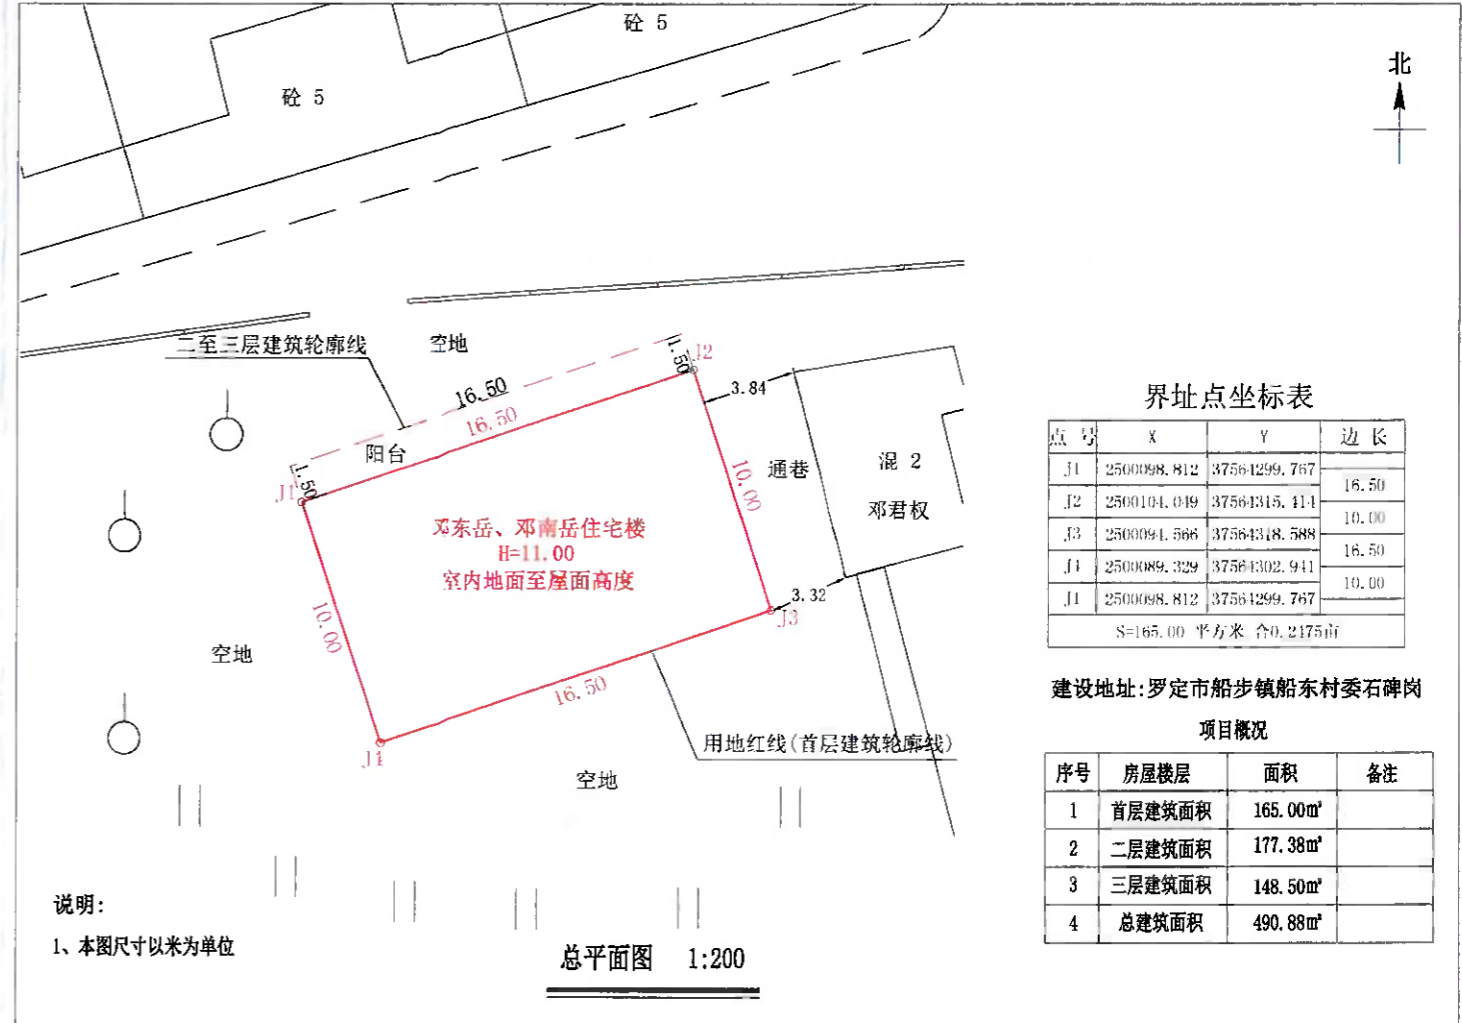 砼 5
砼 5
北
二至三层建筑轮廓线
空地
1.50
J2
16.50
16.50
3.84
阳台
1.50
J1
10.00
通巷
混 2
邓君权
邓东岳、邓南岳住宅楼
H=11.00
室内地面至屋面高度
3.32
J3
10.00
空地
16.50
J4
用地红线(首层建筑轮廓线)
空地
界址点坐标表
点 号 X Y 边 长
J1 2500098.812 37564299.767
16.50
J2 2500104.049 37564315.414
10.00
J3 2500094.566 37564318.588
16.50
J4 2500089.329 37564302.941
10.00
J1 2500098.812 37564299.767
S=165.00 平方米 合0.2475亩
建设地址:罗定市船步镇船东村委石碑岗
项目概况
序号 房屋楼层 面积 备注
1 首层建筑面积 165.00㎡
2 二层建筑面积 177.38㎡
3 三层建筑面积 148.50㎡
4 总建筑面积 490.88㎡
说明:
1、本图尺寸以米为单位
总平面图 1:200